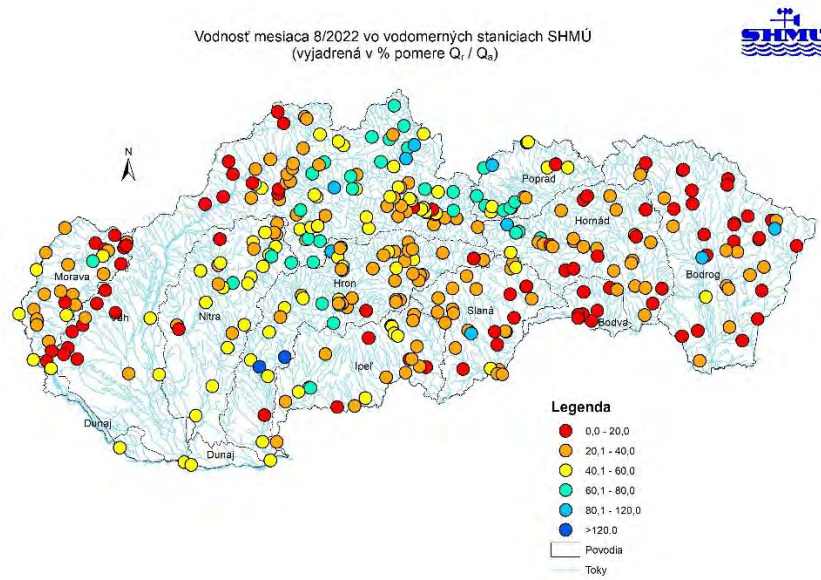 Vodnosť mesiaca 8/2022 vo vodomerných staniciach SHMÚ
(vyjadrená v % pomere Qr / Qa)
SHMÚ
N
Poprad
Hornád
Morava
Bodrog
Hron
Váh
Nitra
Slaná
Bodva
Ipeľ
Dunaj
Dunaj
Legenda
0,0 - 20,0
20,1 - 40,0
40,1 - 60,0
60,1 - 80,0
80,1 - 120,0
>120,0
Povodia
Toky